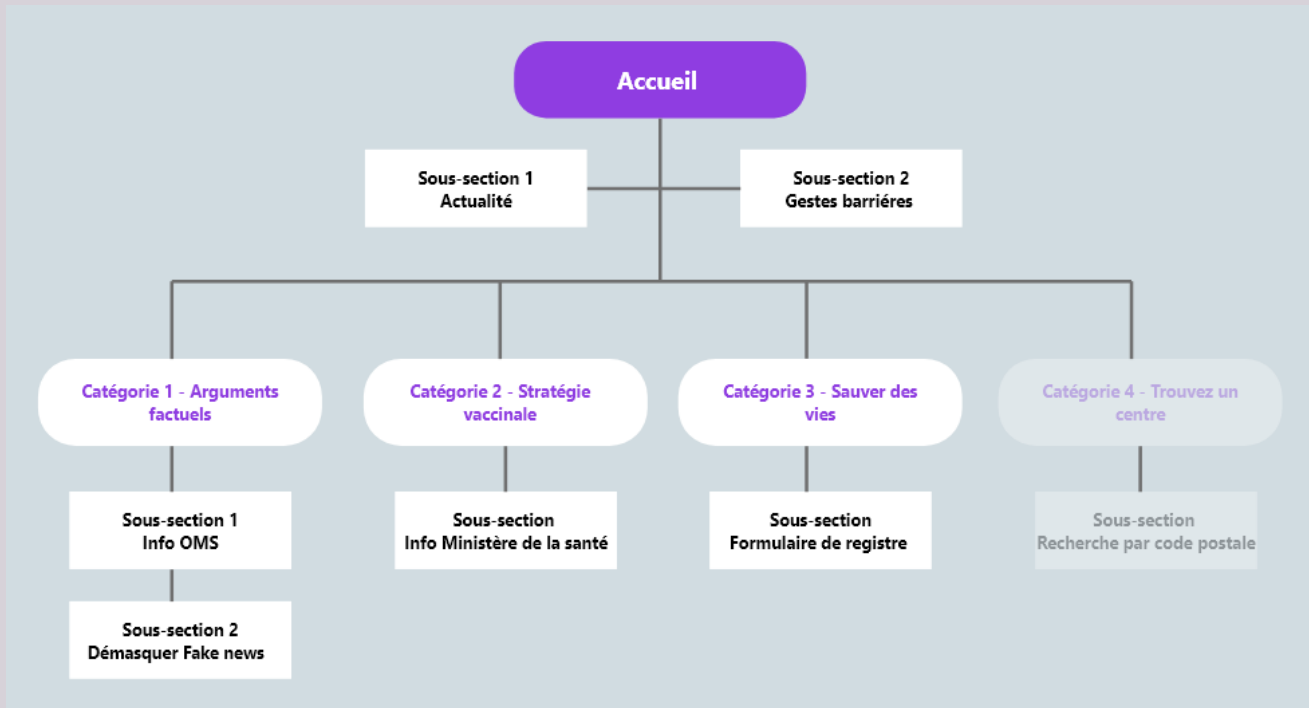 Accueil
Sous-section 1
Actualité
Sous-section 2
Gestes barriéres
Catégorie 1 - Arguments
factuels
Catégorie 2 - Stratégie
vaccinale
Catégorie 3 - Sauver des
vies
Catégorie 4 - Trouvez un
centre
Sous-section 1
Info OMS
Sous-section
Info Ministère de la santé
Sous-section
Formulaire de registre
Sous-section
Recherche par code postale
Sous-section 2
Démasquer Fake news